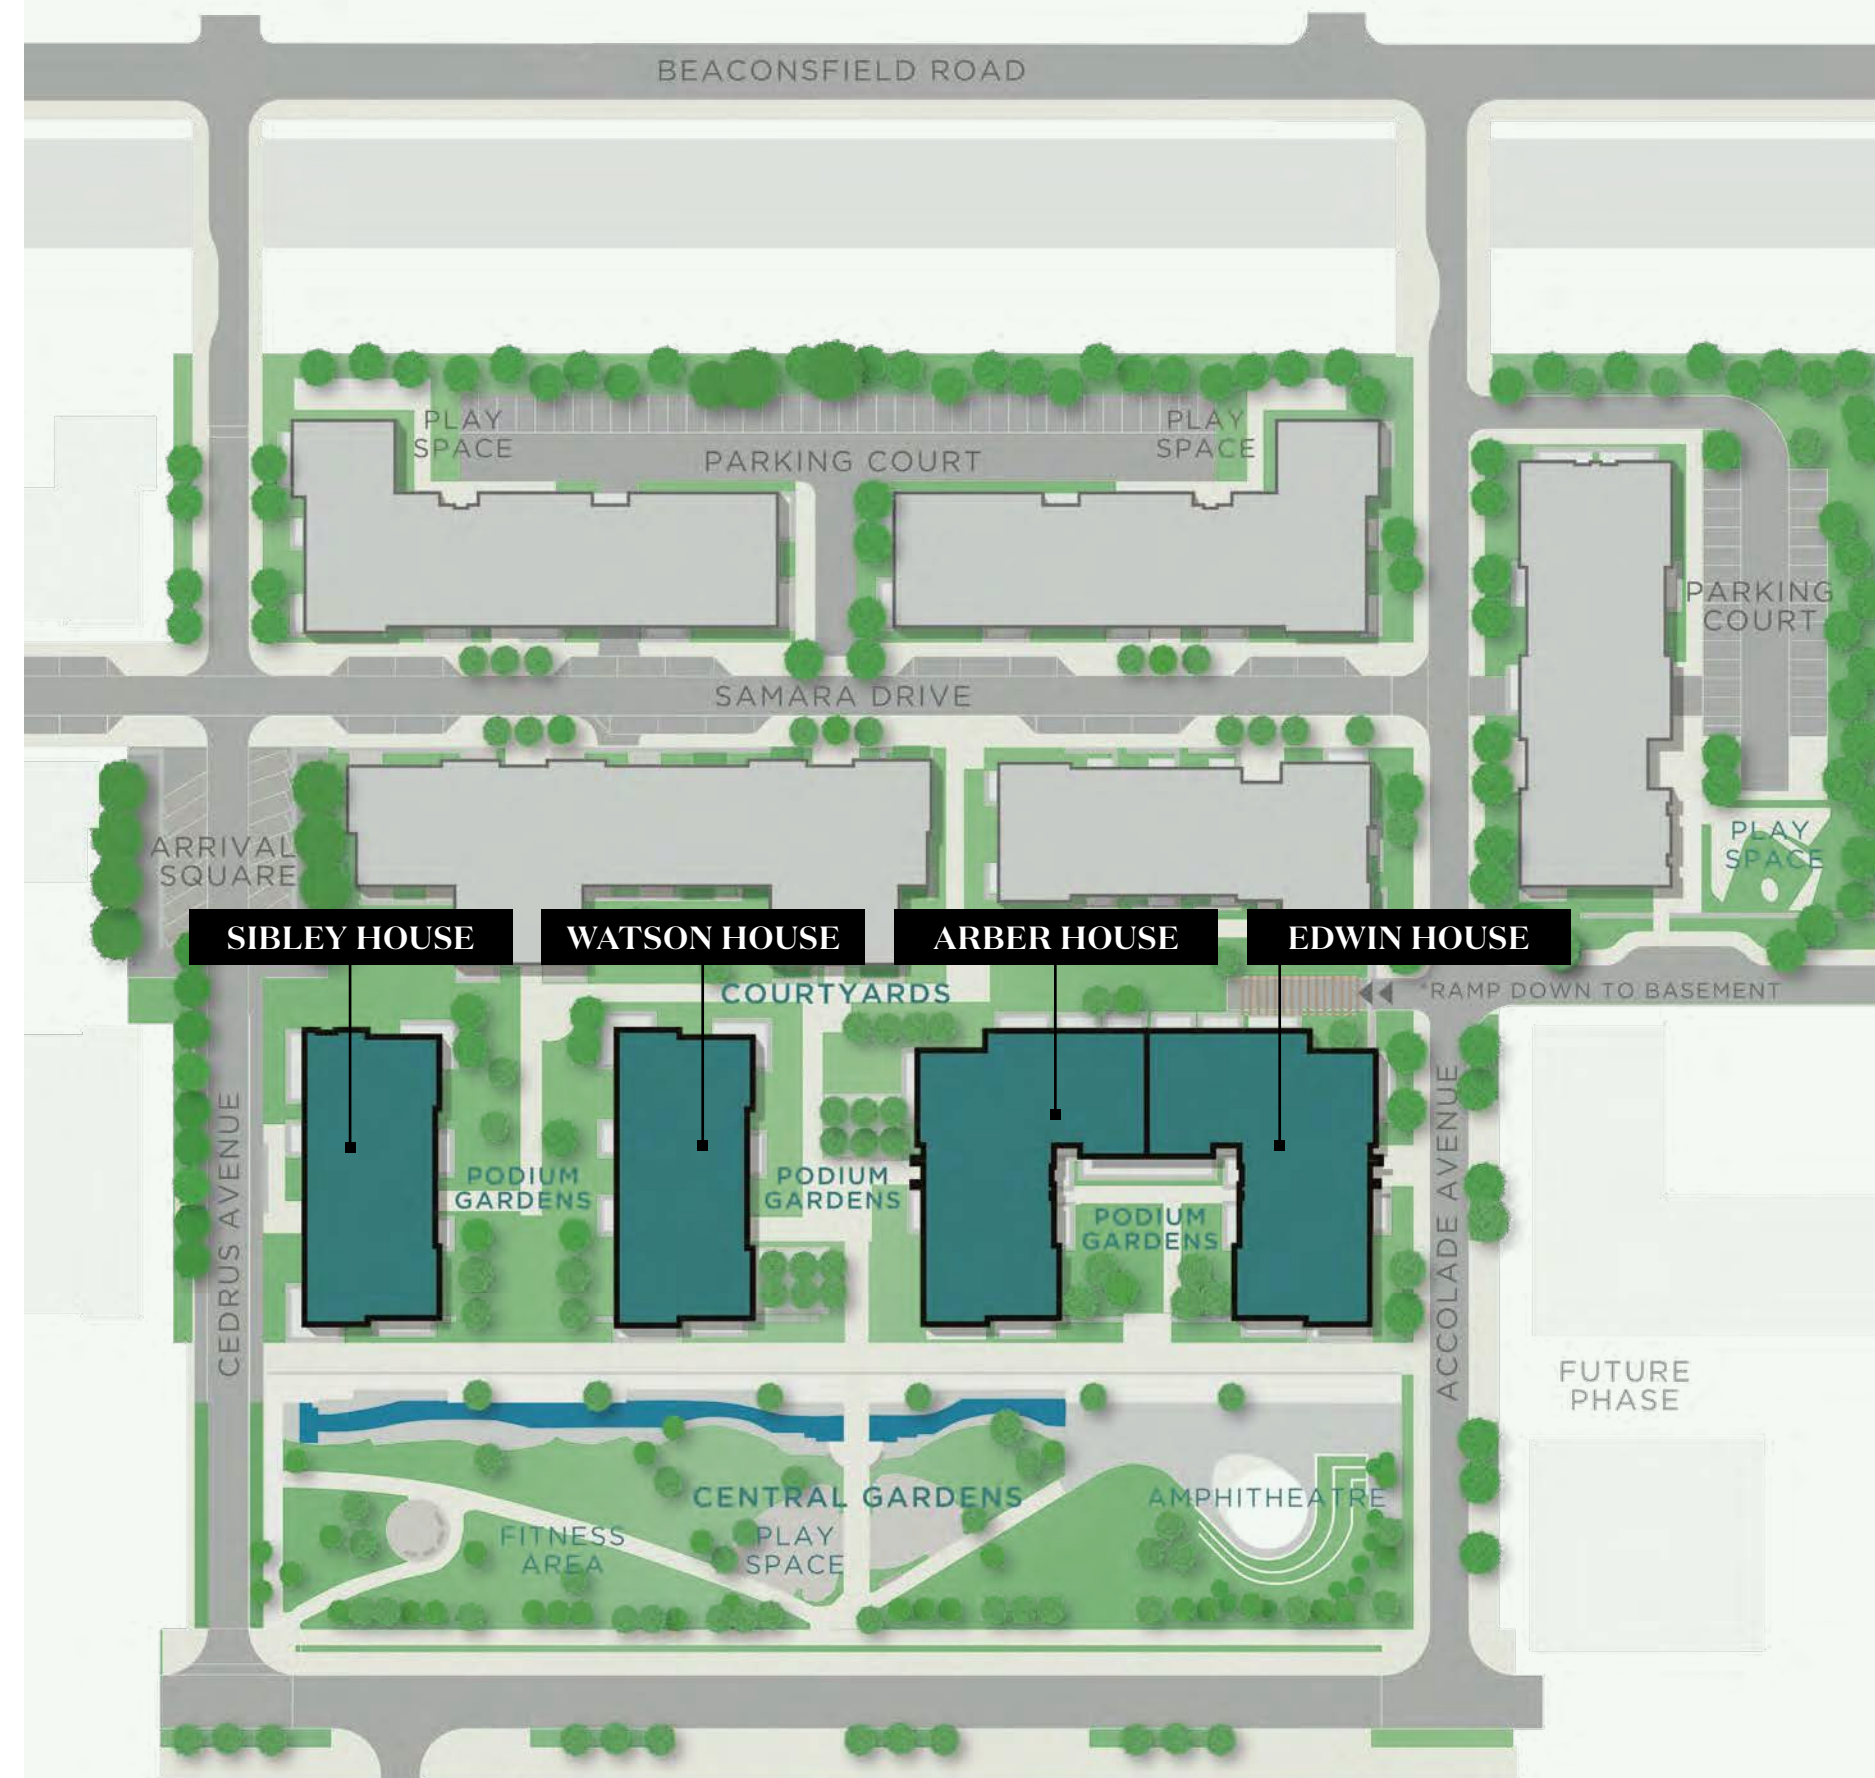 BEACONSFIELD ROAD
PLAY
SPACE
PLAY
SPACE
PARKING COURT
PARKING
COURT
SAMARA DRIVE
PLAY
SPACE
ARRIVAL
SQUARE
SIBLEY HOUSE
WATSON HOUSE
ARBER HOUSE
EDWIN HOUSE
COURTYARDS
*RAMP DOWN TO BASEMENT
CEDRUS AVENUE
PODIUM
GARDENS
PODIUM
GARDENS
PODIUM
GARDENS
ACCOLADE AVENUE
FUTURE
PHASE
CENTRAL GARDENS
AMPHITHEATRE
FITNESS
AREA
PLAY
SPACE